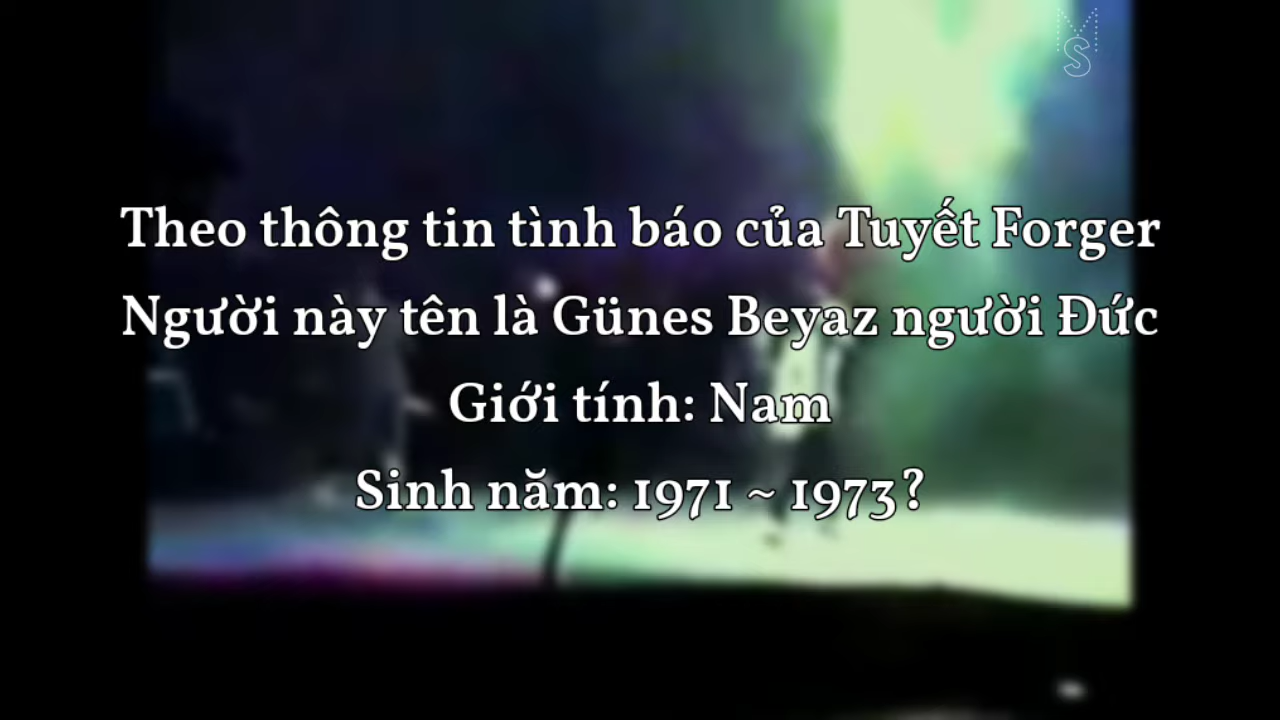 MS
Theo thông tin tình báo của Tuyết Forger
Người này tên là Günes Beyaz người Đức
Giới tính: Nam
Sinh năm: 1971 ~ 1973?